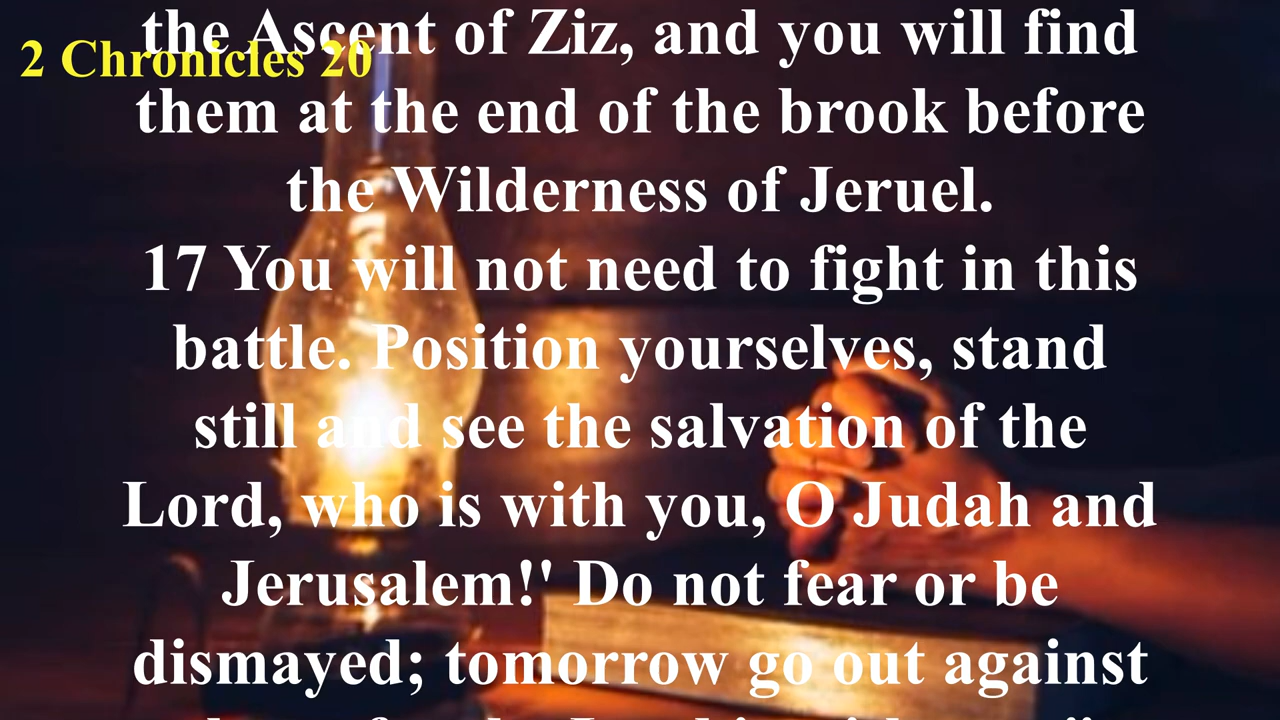 the Ascent of Ziz, and you will find
2 Chronicles 20
them at the end of the brook before
the Wilderness of Jeruel.
17 You will not need to fight in this
battle. Position yourselves, stand
still and see the salvation of the
Lord, who is with you, O Judah and
Jerusalem!' Do not fear or be
dismayed; tomorrow go out against